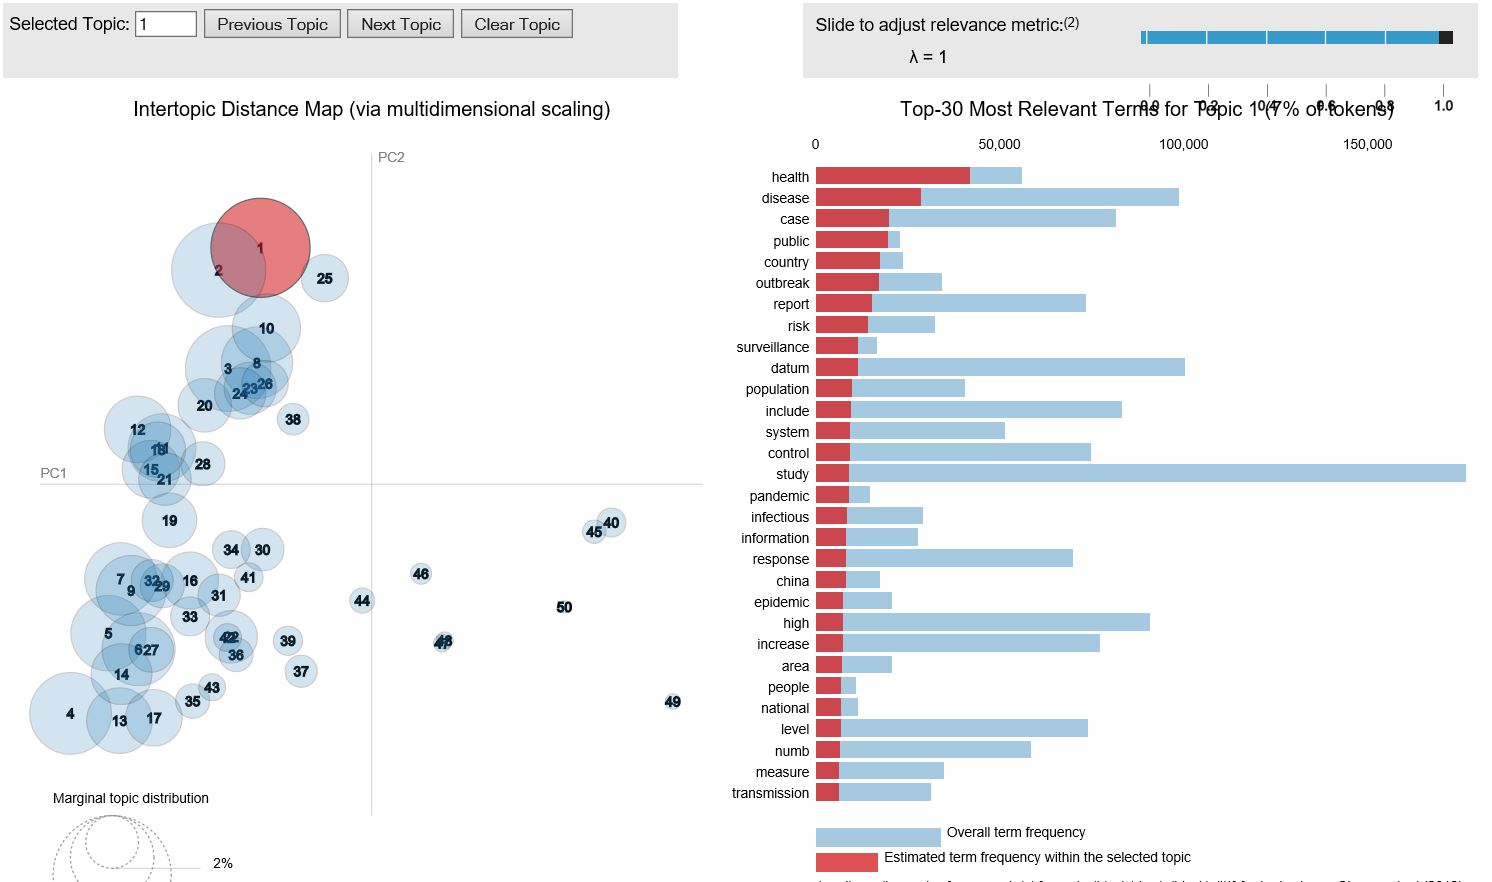 Selected Topic: 1 Previous Topic Next Topic Clear Topic
Slide to adjust relevance metric:(2)
λ = 1
0.0 0.2 0.4 0.6 0.8 1.0
Intertopic Distance Map (via multidimensional scaling)
PC2
PC1
1
2
25
10
3
8
23
26
24
20
38
12
11
15
28
21
19
40
45
34
30
46
7
32
29
16
41
9
31
44
50
33
5
22
39
6
27
36
14
37
43
35
49
4
13
17
Marginal topic distribution
2%
Top-30 Most Relevant Terms for Topic 1 (7% of tokens)
0 50,000 100,000 150,000
health
disease
case
public
country
outbreak
report
risk
surveillance
datum
population
include
system
control
study
pandemic
infectious
information
response
china
epidemic
high
increase
area
people
national
level
numb
measure
transmission
Overall term frequency
Estimated term frequency within the selected topic